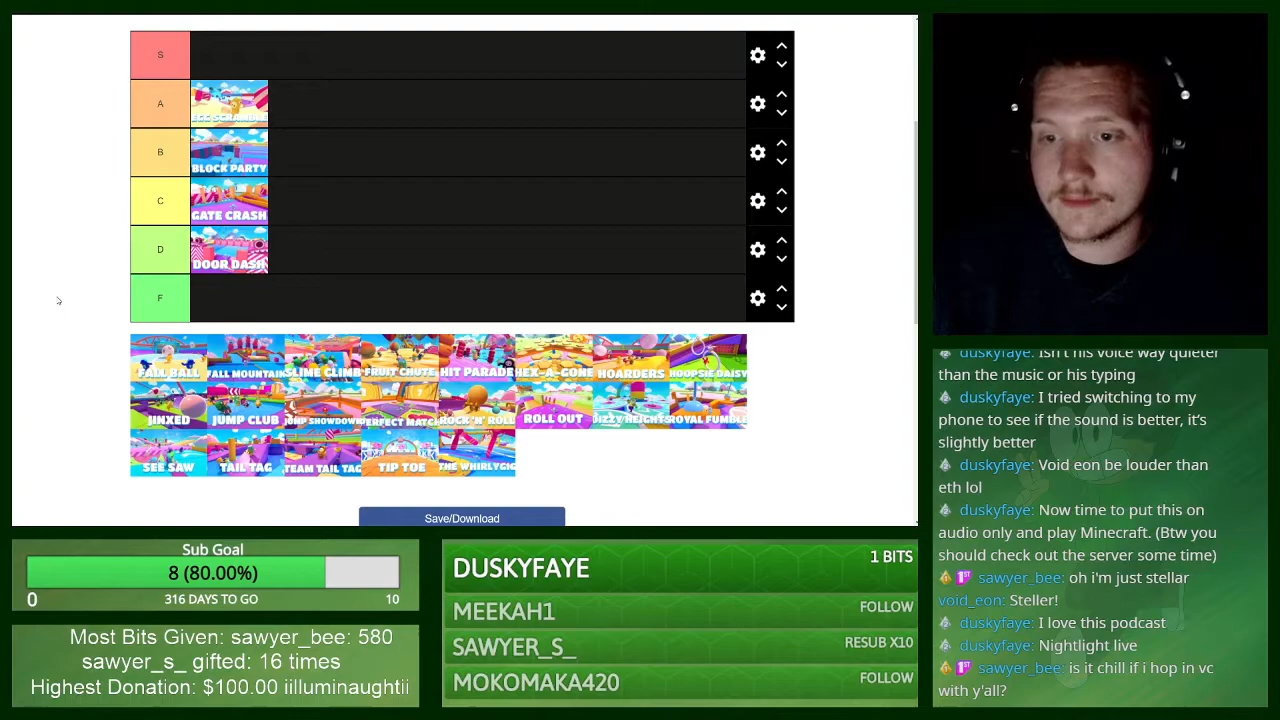 S
A
EGG SCRAMBLE
B
BLOCK PARTY
C
GATE CRASH
D
DOOR DASH
F
FALL BALL
FALL MOUNTAIN
SLIME CLIMB
FRUIT CHUTE
HIT PARADE
HEX-A-GONE
HOARDERS
HOOPSIE DAISY
JINXED
JUMP CLUB
JUMP SHOWDOWN
PERFECT MATCH
ROCK'N'ROLL
ROLL OUT
DIZZY HEIGHTS
ROYAL FUMBLE
SEE SAW
TAIL TAG
TEAM TAIL TAG
TIP TOE
THE WHIRLYGIG
Save/Download
duskyfaye: Isn't his voice way quieter
than the music or his typing
duskyfaye: I tried switching to my
phone to see if the sound is better, it's
slightly better
duskyfaye: Void eon be louder than
eth lol
duskyfaye: Now time to put this on
audio only and play Minecraft. (Btw you
should check out the server some time)
1ST sawyer_bee: oh i'm just stellar
void_eon: Steller!
duskyfaye: I love this podcast
duskyfaye: Nightlight live
1ST sawyer_bee: is it chill if i hop in vc
with y'all?
Sub Goal
8 (80.00%)
0 316 DAYS TO GO 10
Most Bits Given: sawyer_bee: 580
sawyer_s_ gifted: 16 times
Highest Donation: $100.00 iilluminaughtii
DUSKYFAYE 1 BITS
MEEKAH1 FOLLOW
SAWYER_S_ RESUB X10
MOKOMAKA420 FOLLOW